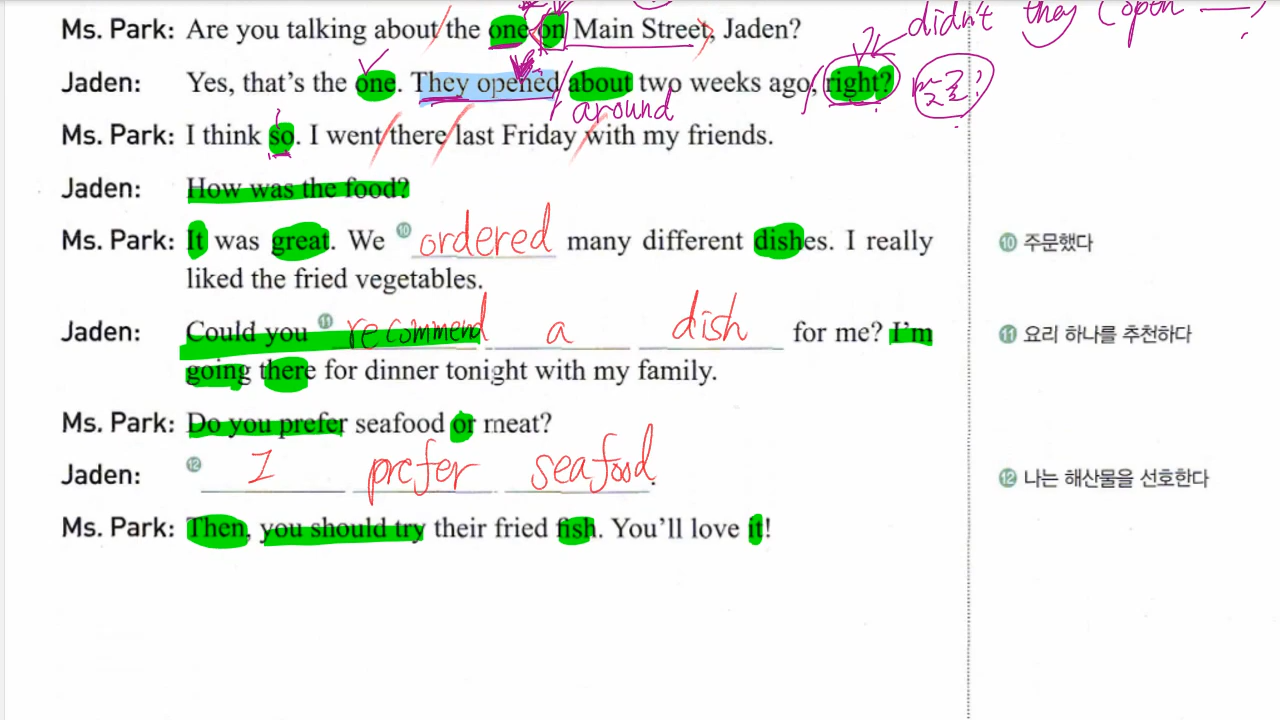 didn't they (open
Ms. Park: Are you talking about the one on Main Street, Jaden?
Jaden: Yes, that's the one. They opened about two weeks ago, right?
around
Ms. Park: I think so. I went there last Friday with my friends.
Jaden: How was the food?
Ms. Park: It was great. We ⑩ ordered many different dishes. I really
⑩ 주문했다
liked the fried vegetables.
Jaden: Could you ⑪ recommend a dish for me? I'm
⑪ 요리 하나를 추천하다
going there for dinner tonight with my family.
Ms. Park: Do you prefer seafood or meat?
Jaden: ⑫ I prefer seafood.
⑫ 나는 해산물을 선호한다
Ms. Park: Then, you should try their fried fish. You'll love it!